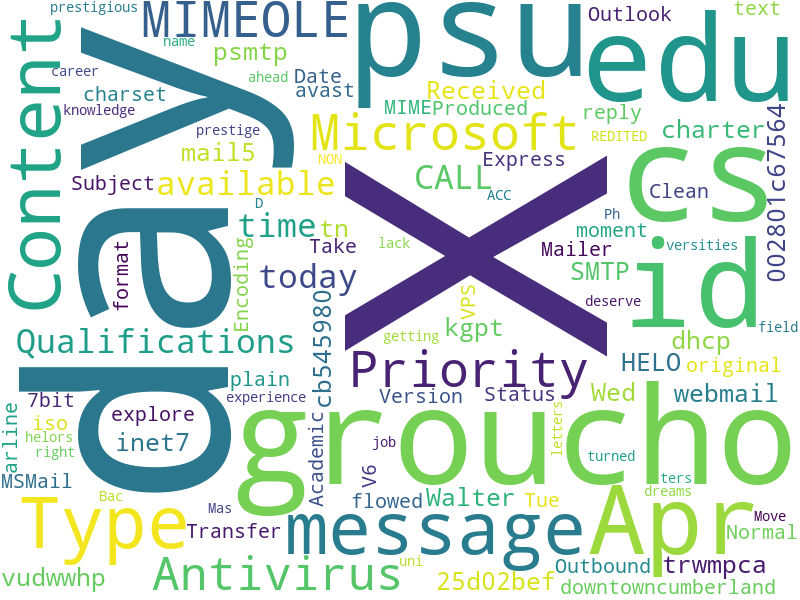 prestigious
MIMEOLE
psu
Outlook
text
edu
name
psmtp
career
ahead
Date
avast
Received
charset
MIME
Produced
reply
knowledge
prestige
Microsoft
REDITED
charter
002801c67564
Content
day
mail5
NON
Express
cs
Subject
available
CALL
Clean
X
ACC
D
time
tn
Ph
moment
Take
lack
Mailer
versities
format
Encoding
today
SMTP
id
VPS
deserve
cb545980
kgpt
getting
field
Qualifications
dhcp
HELO
original
Priority
plain
7bit
experience
Version
Status
Wed
webmail
explore
iso
arline
helors
right
inet7
groucho
letters
job
Academic
V6
turned
MSMail
Bac
flowed
Walter
Tue
ters
dreams
Type
Mas
Transfer
message
Apr
Move
Normal
uni
Antivirus
Outbound
trwmpca
vudwwhp
25d02bef
downtowncumberland